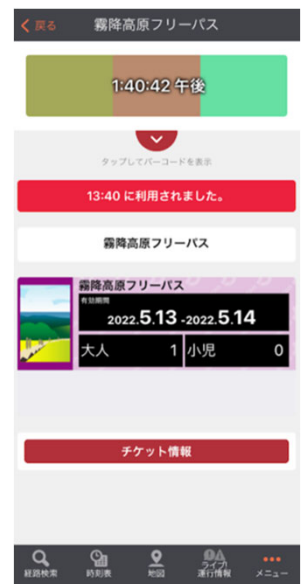 戻る 霧降高原フリーパス
1:40:42 午後
タップしてバーコードを表示
13:40 に利用されました。
霧降高原フリーパス
霧降高原フリーパス
有効期間
2022.5.13 -2022.5.14
大人 1 小児 0
チケット情報
経路検索 時刻表 地図 ライブ!運行情報 メニュー